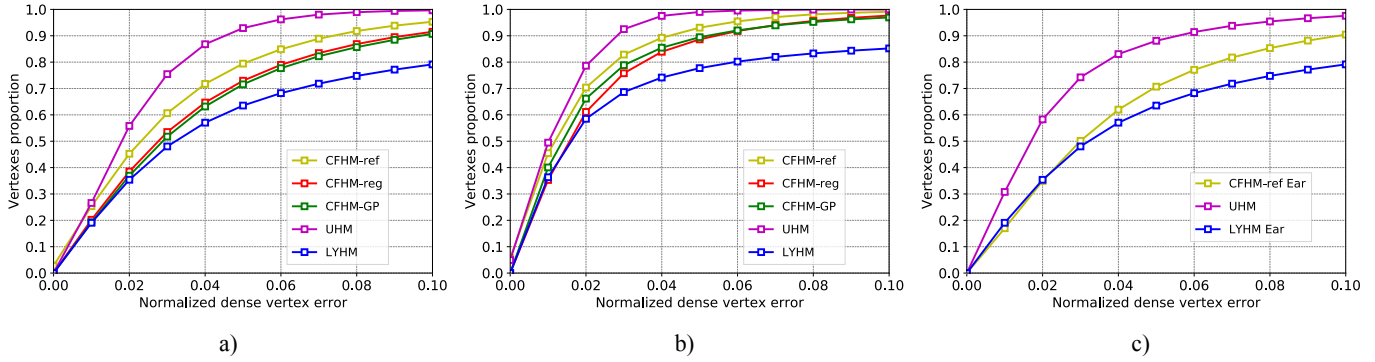 Vertexes proportion
1.0
0.9
0.8
0.7
0.6
0.5
0.4
0.3
0.2
0.1
0.0
0.00 0.02 0.04 0.06 0.08 0.10
Normalized dense vertex error
CFHM-ref
CFHM-reg
CFHM-GP
UHM
LYHM
a)
Vertexes proportion
1.0
0.9
0.8
0.7
0.6
0.5
0.4
0.3
0.2
0.1
0.0
0.00 0.02 0.04 0.06 0.08 0.10
Normalized dense vertex error
CFHM-ref
CFHM-reg
CFHM-GP
UHM
LYHM
b)
Vertexes proportion
1.0
0.9
0.8
0.7
0.6
0.5
0.4
0.3
0.2
0.1
0.0
0.00 0.02 0.04 0.06 0.08 0.10
Normalized dense vertex error
CFHM-ref Ear
UHM
LYHM Ear
c)